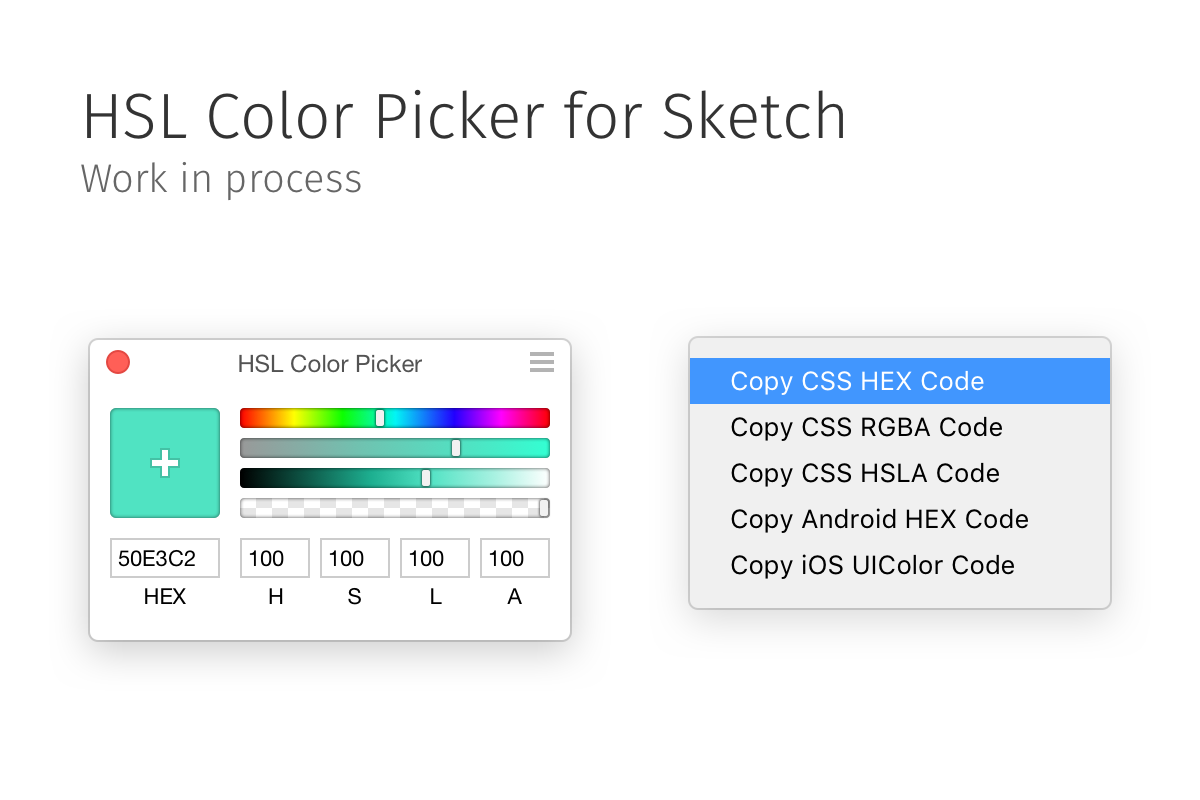 HSL Color Picker for Sketch
Work in process
HSL Color Picker
50E3C2 100 100 100 100
HEX H S L A
Copy CSS HEX Code
Copy CSS RGBA Code
Copy CSS HSLA Code
Copy Android HEX Code
Copy iOS UIColor Code